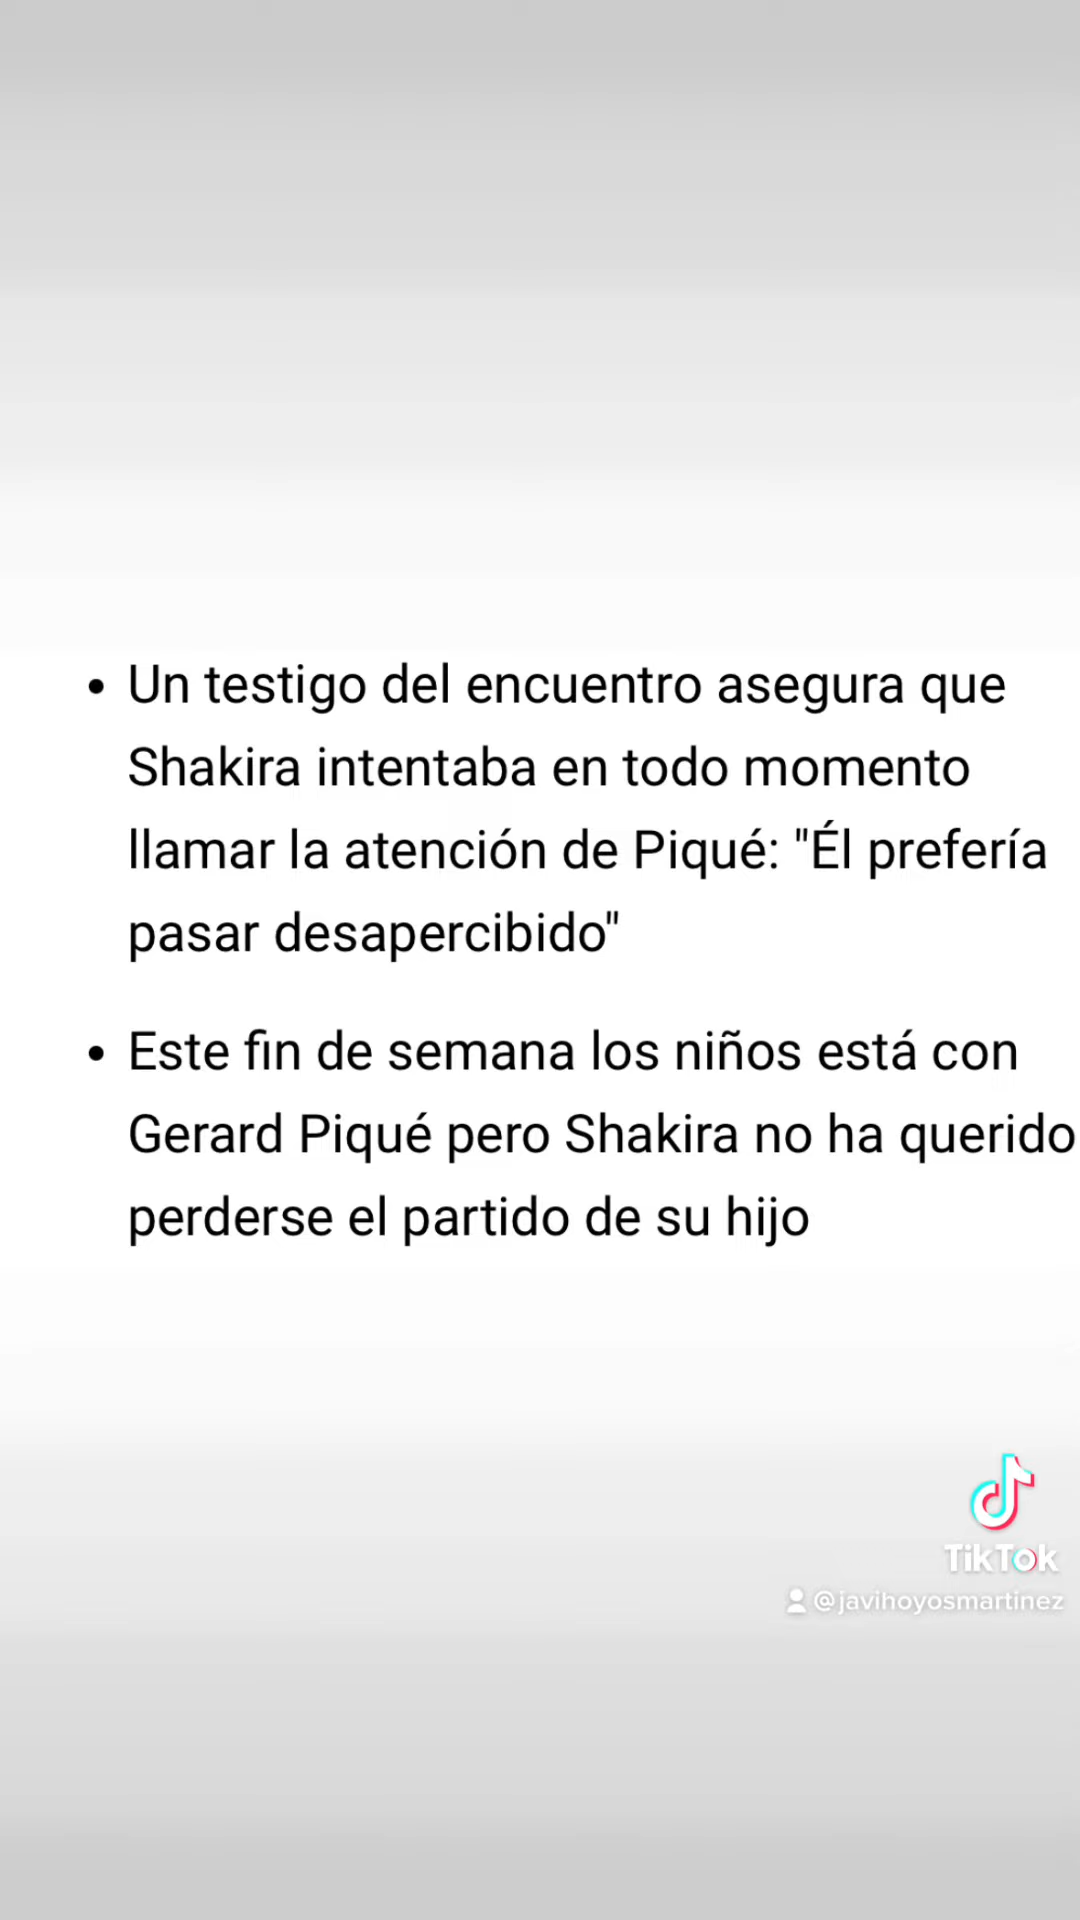 • Un testigo del encuentro asegura que
Shakira intentaba en todo momento
llamar la atención de Piqué: "Él prefería
pasar desapercibido"
• Este fin de semana los niños está con
Gerard Piqué pero Shakira no ha querido
perderse el partido de su hijo
TikTok
@javihoyosmartinez